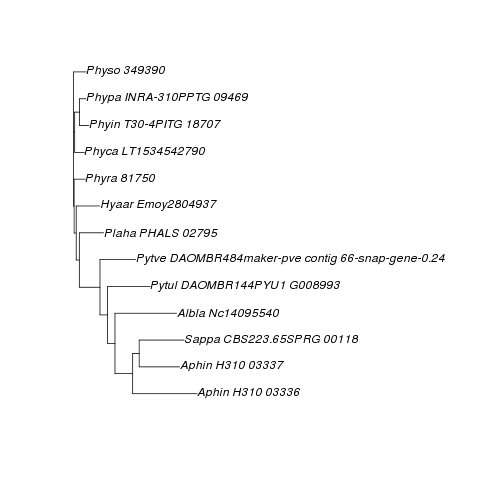 Physo 349390
Phypa INRA-310PPTG 09469
Phyin T30-4PITG 18707
Phyca LT1534542790
Phyra 81750
Hyaar Emoy2804937
Plaha PHALS 02795
Pytve DAOMBR484maker-pve contig 66-snap-gene-0.24
Pytul DAOMBR144PYU1 G008993
Albla Nc14095540
Sappa CBS223.65SPRG 00118
Aphin H310 03337
Aphin H310 03336